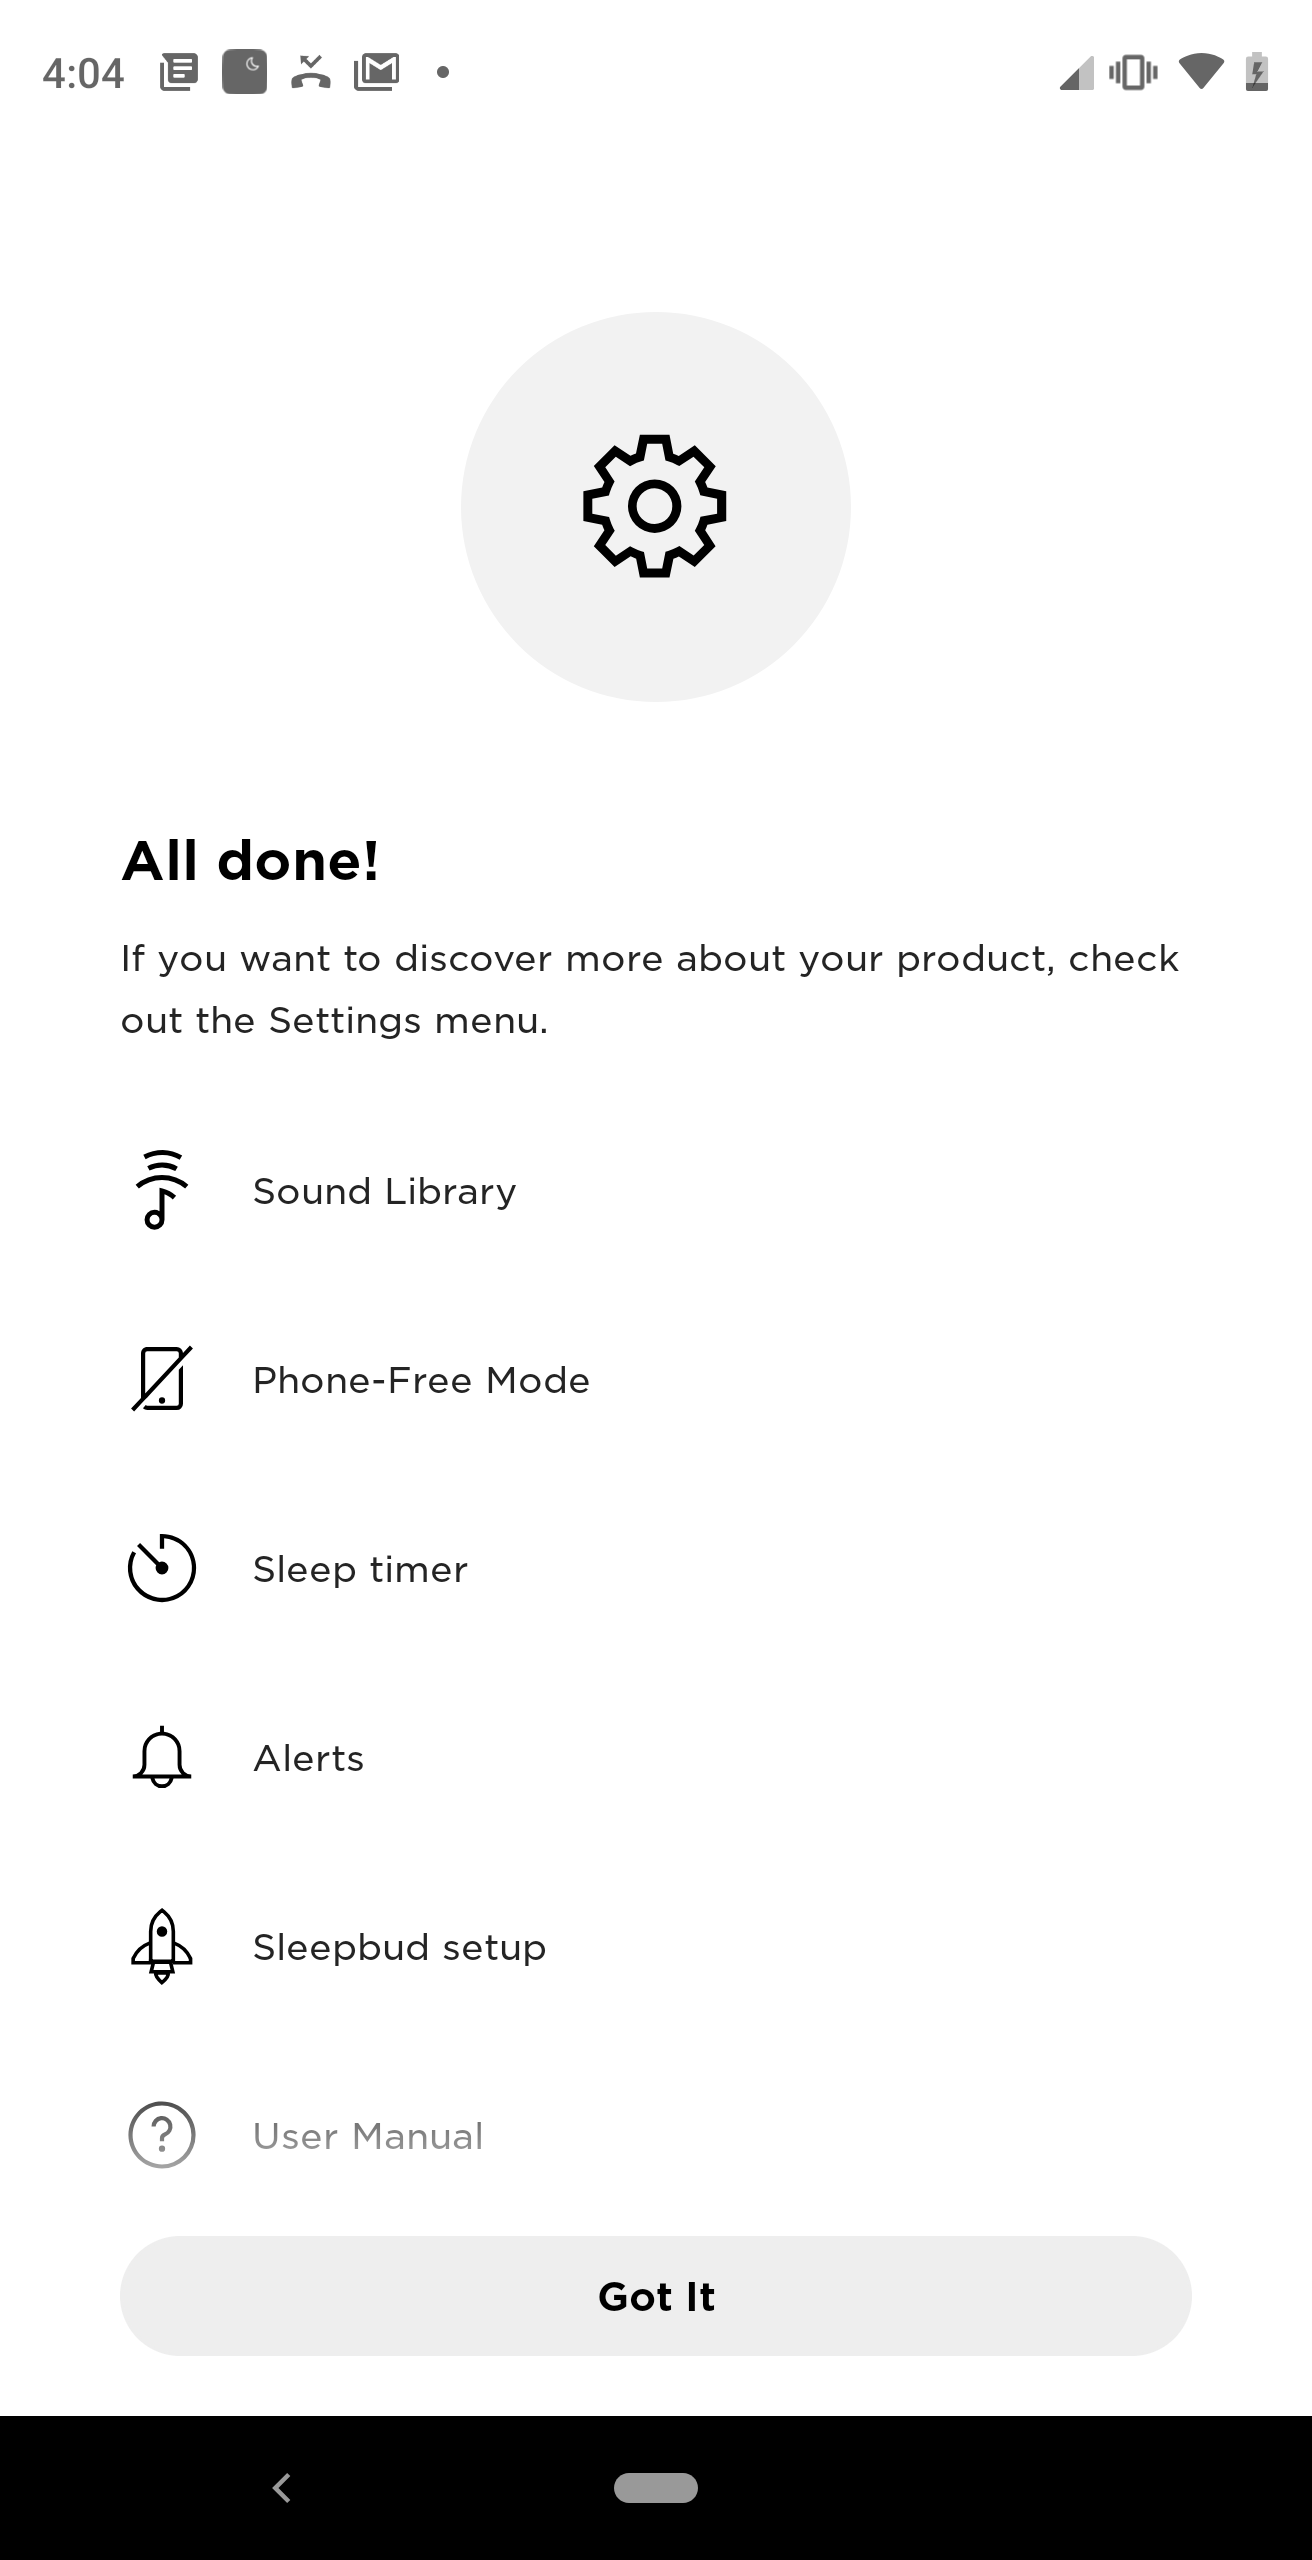 4:04
All done!
If you want to discover more about your product, check
out the Settings menu.
Sound Library
Phone-Free Mode
Sleep timer
Alerts
Sleepbud setup
User Manual
Got It